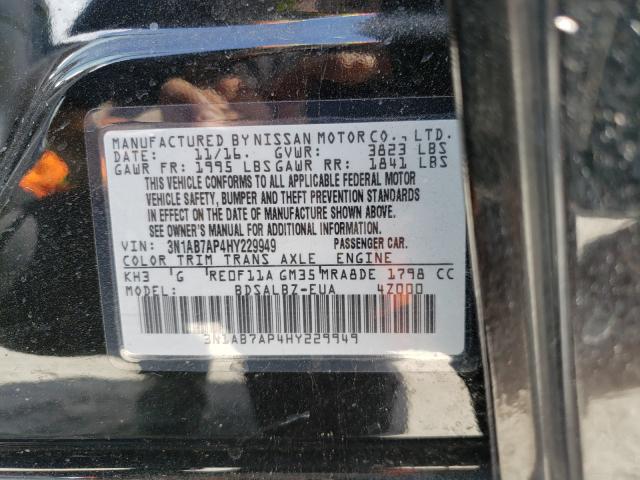 MANUFACTURED BY NISSAN MOTOR CO., LTD.
DATE: 11/16. GVWR: 3823 LBS
GAWR FR: 1995 LBS GAWR RR: 1841 LBS
THIS VEHICLE CONFORMS TO ALL APPLICABLE FEDERAL MOTOR
VEHICLE SAFETY, BUMPER AND THEFT PREVENTION STANDARDS
IN EFFECT ON THE DATE OF MANUFACTURE SHOWN ABOVE.
SEE OWNER'S MANUAL FOR ADDITIONAL INFORMATION.
VIN: 3N1AB7AP4HY229949 PASSENGER CAR.
COLOR TRIM TRANS AXLE ENGINE
KH3 G RE0F11A GM35 MRA8DE 1798 CC
MODEL: BDSALBZ-EUA 4Z000
3N1AB7AP4HY229949